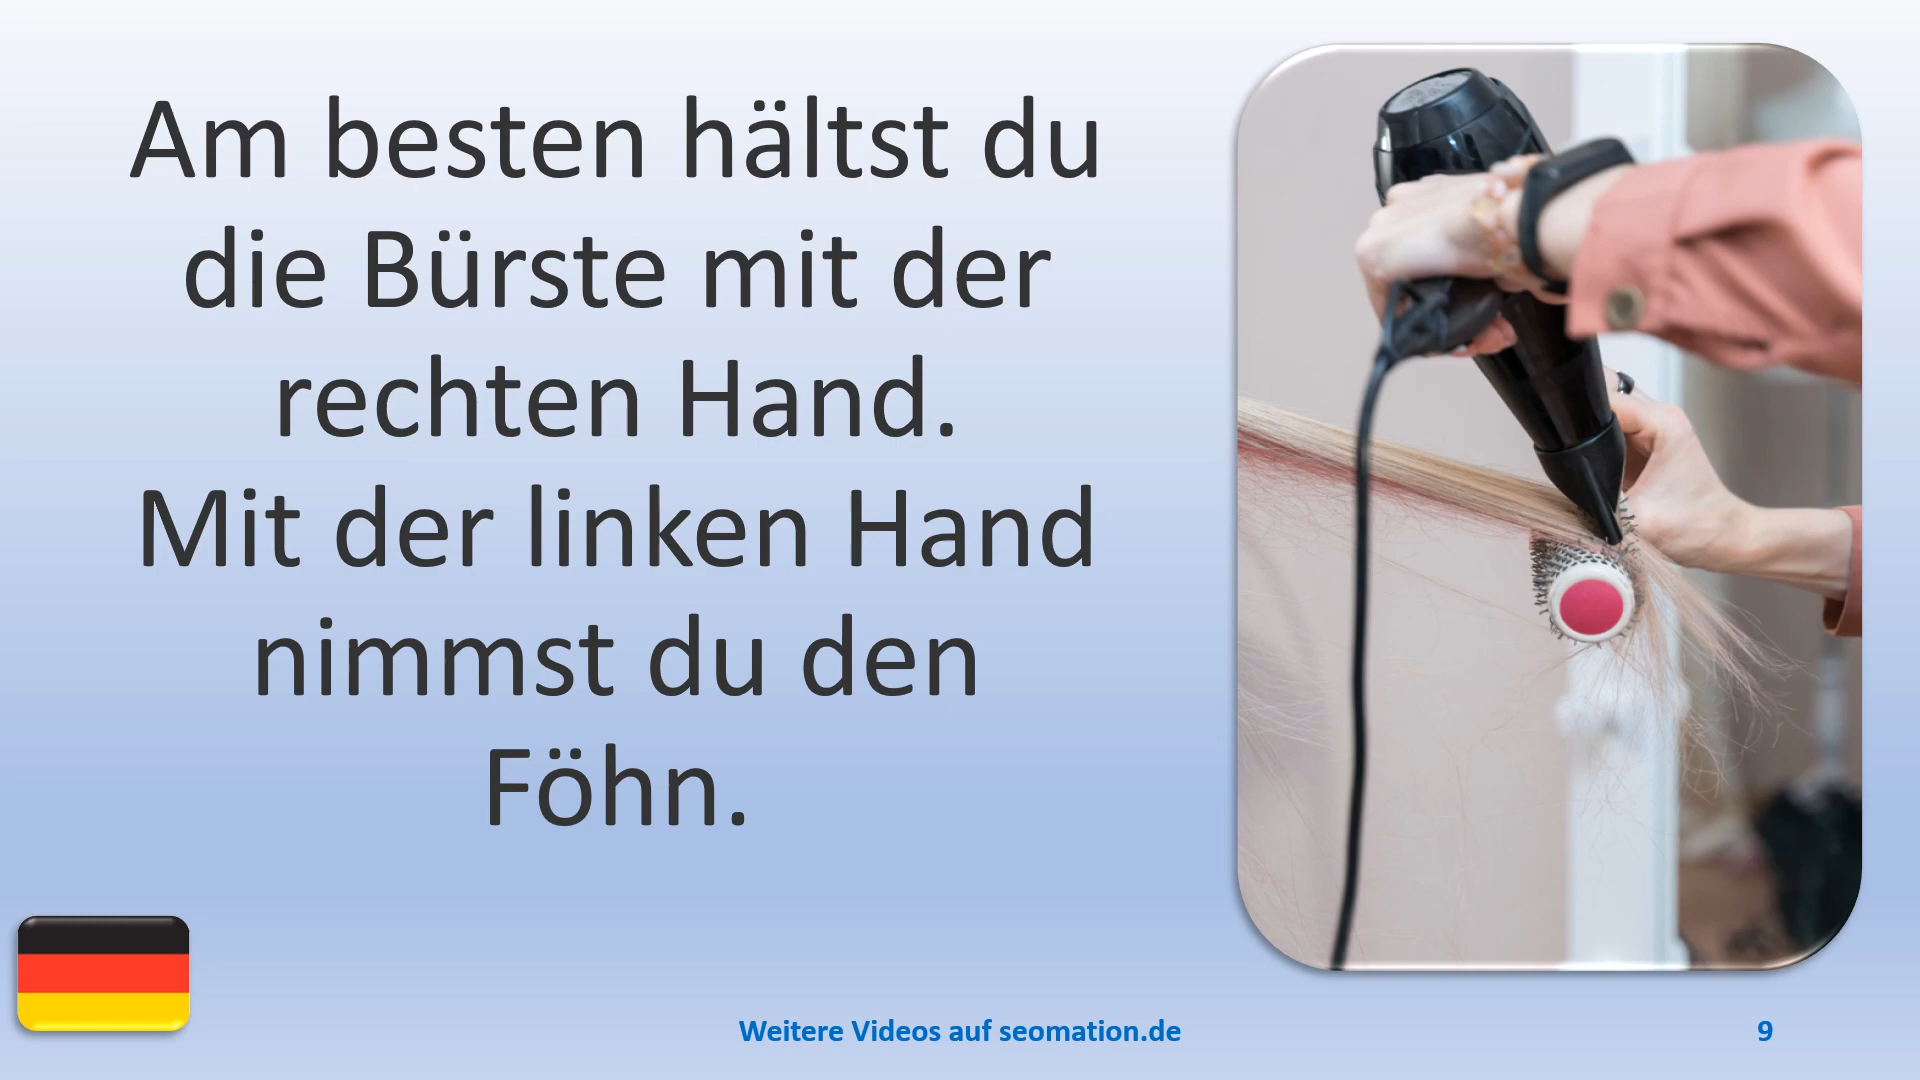 Am besten hältst du
die Bürste mit der
rechten Hand.
Mit der linken Hand
nimmst du den
Föhn.
Weitere Videos auf seomation.de
9